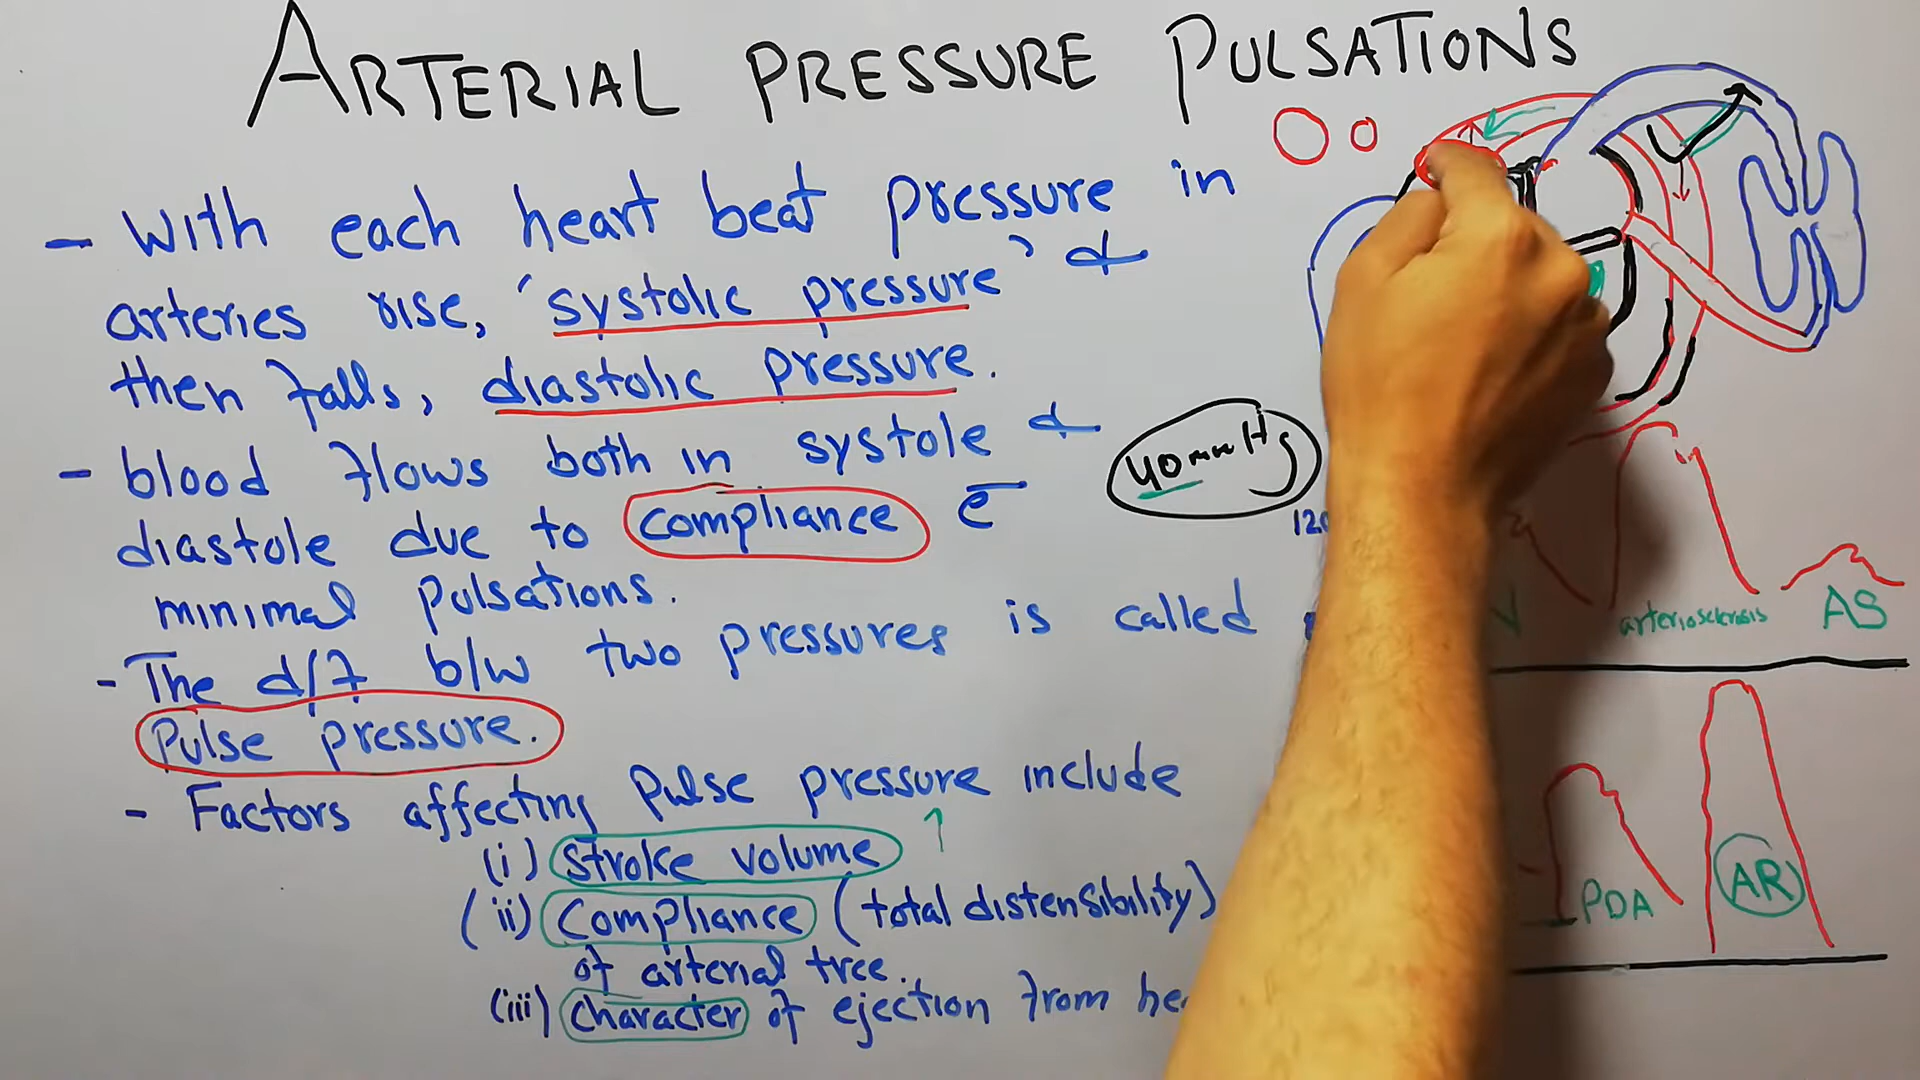 ARTERIAL PRESSURE PULSATIONS
- With each heart beat pressure in
arteries rise, 'systolic pressure' &
then falls, diastolic pressure.
- blood flows both in systole &
diastole due to compliance c̅
minimal pulsations.
- The d/f b/w two pressures is called
Pulse pressure.
- Factors affecting pulse pressure include
(i) stroke volume ↑
(ii) Compliance (total distensibility)
of arterial tree.
(iii) character of ejection from
40 mmHg
arteriosclerosis
AS
PDA
AR